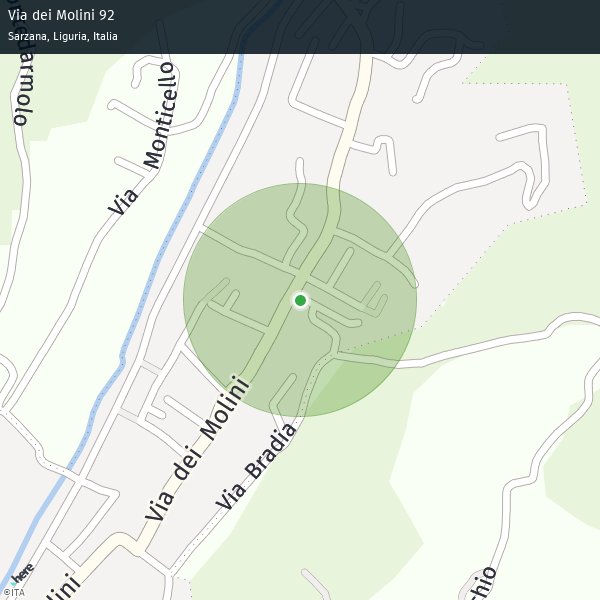 Via dei Molini 92
Sarzana, Liguria, Italia
Via Monticello
Via dei Molini
Via Bradia
here
©ITA